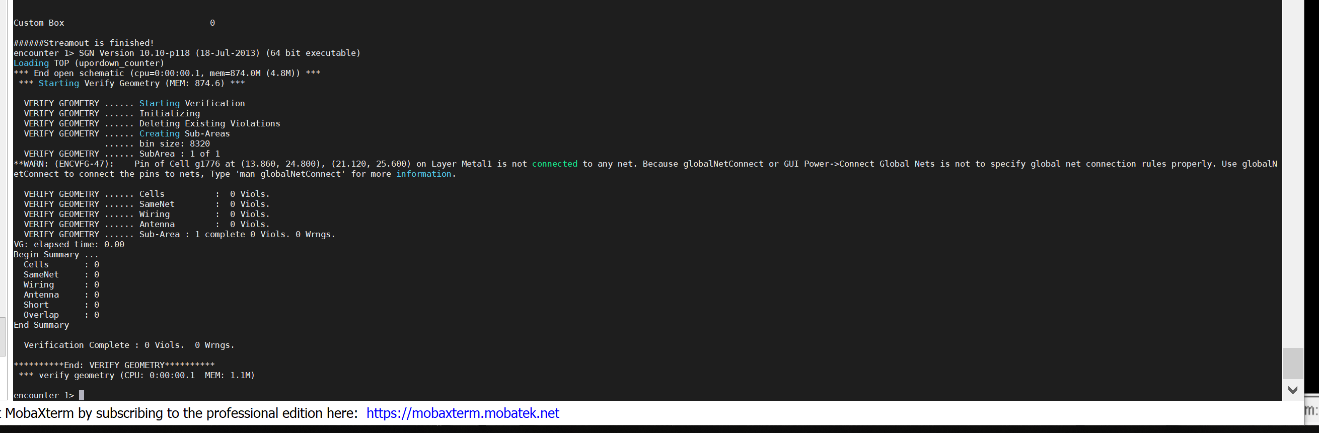 Custom Box 0
######Streamout is finished!
encounter 1> SGN Version 10.10-p118 (18-Jul-2013) (64 bit executable)
Loading TOP (upordown_counter)
*** End open schematic (cpu=0:00:00.1, mem=874.0M (4.8M)) ***
*** Starting Verify Geometry (MEM: 874.6) ***
VERIFY GEOMETRY ...... Starting Verification
VERIFY GEOMETRY ...... Initializing
VERIFY GEOMETRY ...... Deleting Existing Violations
VERIFY GEOMETRY ...... Creating Sub-Areas
...... bin size: 8320
VERIFY GEOMETRY ...... SubArea : 1 of 1
**WARN: (ENCVFG-47): Pin of Cell g1776 at (13.860, 24.800), (21.120, 25.600) on Layer Metal1 is not connected to any net. Because globalNetConnect or GUI Power->Connect Global Nets is not to specify global net connection rules properly. Use globalN
etConnect to connect the pins to nets, Type 'man globalNetConnect' for more information.
VERIFY GEOMETRY ...... Cells : 0 Viols.
VERIFY GEOMETRY ...... SameNet : 0 Viols.
VERIFY GEOMETRY ...... Wiring : 0 Viols.
VERIFY GEOMETRY ...... Antenna : 0 Viols.
VERIFY GEOMETRY ...... Sub-Area : 1 complete 0 Viols. 0 Wrngs.
VG: elapsed time: 0.00
Begin Summary ...
Cells : 0
SameNet : 0
Wiring : 0
Antenna : 0
Short : 0
Overlap : 0
End Summary
Verification Complete : 0 Viols. 0 Wrngs.
**********End: VERIFY GEOMETRY**********
*** verify geometry (CPU: 0:00:00.1 MEM: 1.1M)
encounter 1>
t MobaXterm by subscribing to the professional edition here: https://mobaxterm.mobatek.net
m: